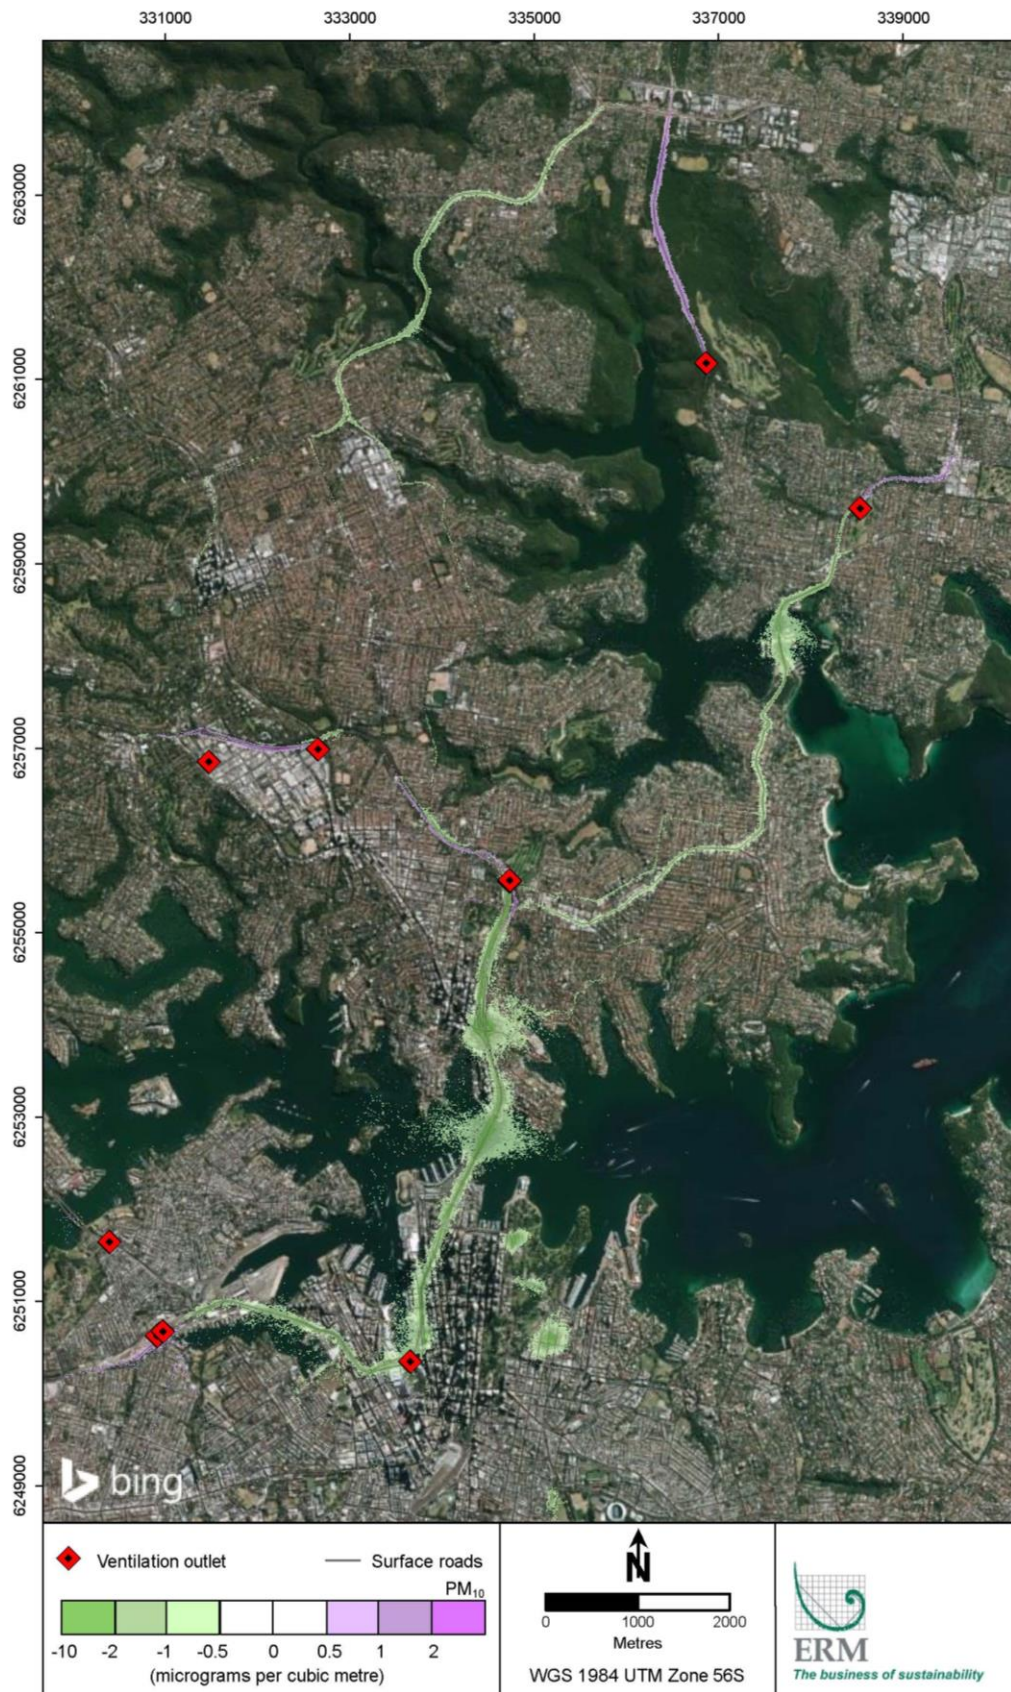 331000 333000 335000 337000 339000
6263000
6261000
6259000
6257000
6255000
6253000
6251000
6249000
bing
Ventilation outlet Surface roads
PM10
-10 -2 -1 -0.5 0 0.5 1 2
(micrograms per cubic metre)
N
0 1000 2000
Metres
WGS 1984 UTM Zone 56S
ERM
The business of sustainability